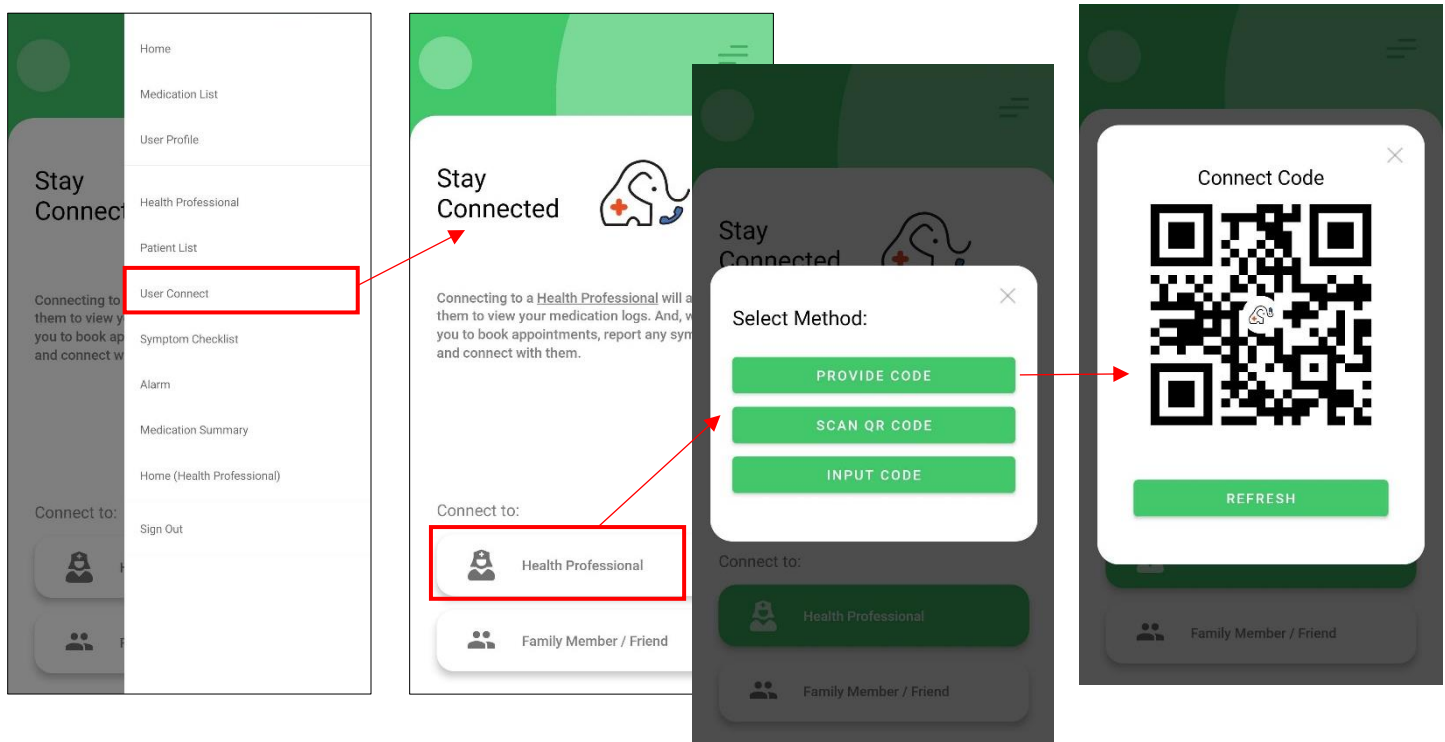 Home
Medication List
User Profile
Health Professional
Patient List
User Connect
Symptom Checklist
Alarm
Medication Summary
Home (Health Professional)
Sign Out
Stay
Connect
Connecting to
them to view y
you to book ap
and connect w
Connect to:
Stay
Connected
Connecting to a Health Professional will a
them to view your medication logs. And, w
you to book appointments, report any sym
and connect with them.
Connect to:
Health Professional
Family Member / Friend
Stay
Connected
Select Method:
PROVIDE CODE
SCAN QR CODE
INPUT CODE
Connect to:
Health Professional
Family Member / Friend
Connect Code
REFRESH
Family Member / Friend